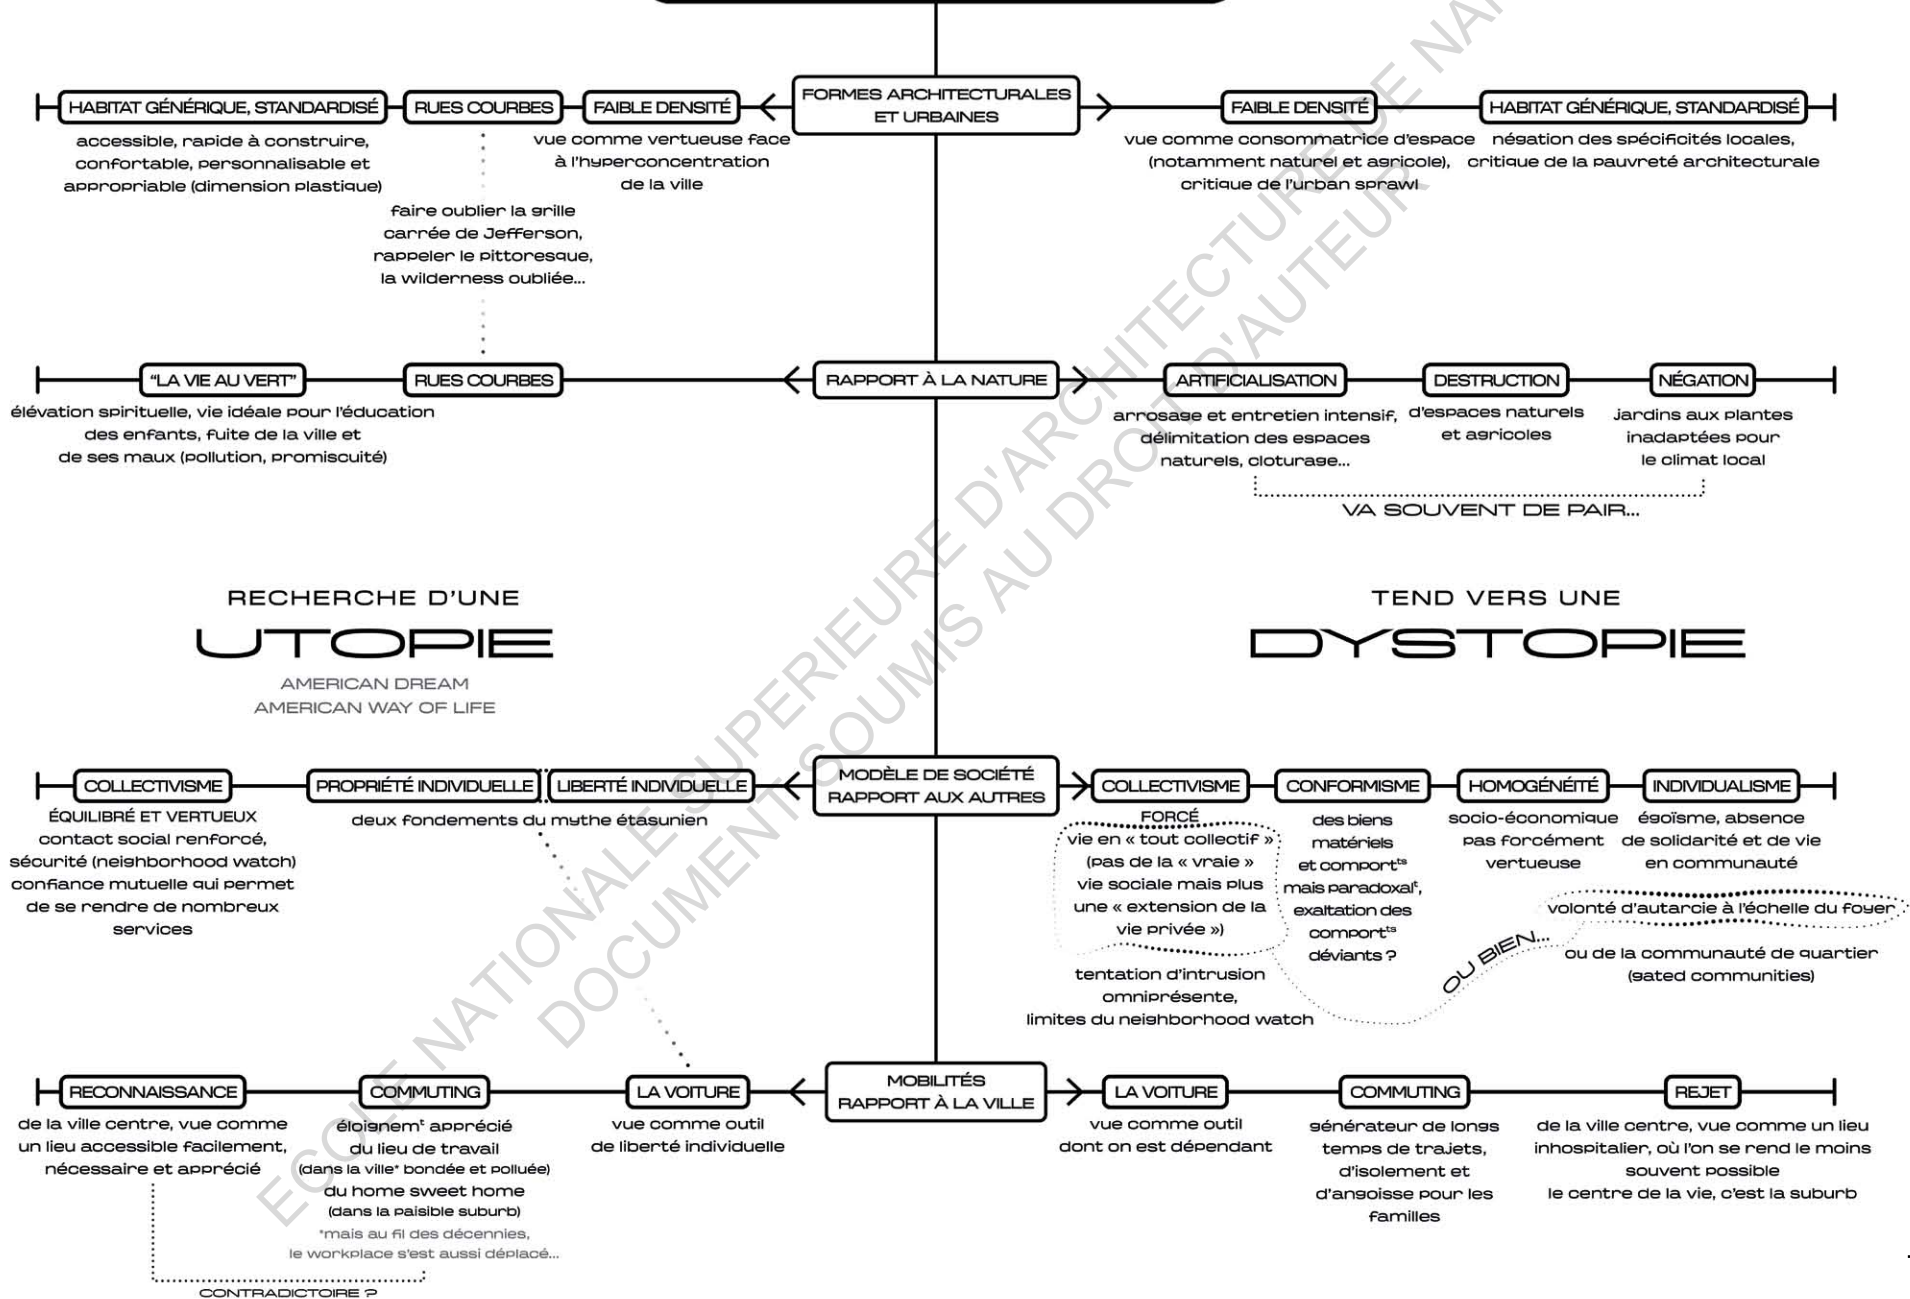 FORMES ARCHITECTURALES
ET URBAINES
HABITAT GÉNÉRIQUE, STANDARDISÉ
accessible, rapide à construire,
confortable, personnalisable et
appropriable (dimension plastique)
RUES COURBES
faire oublier la grille
carrée de Jefferson,
rappeler le pittoresque,
la wilderness oubliée...
FAIBLE DENSITÉ
vue comme vertueuse face
à l'hyperconcentration
de la ville
FAIBLE DENSITÉ
vue comme consommatrice d'espace
(notamment naturel et agricole),
critique de l'urban sprawl
HABITAT GÉNÉRIQUE, STANDARDISÉ
négation des spécificités locales,
critique de la pauvreté architecturale
RAPPORT À LA NATURE
"LA VIE AU VERT"
élévation spirituelle, vie idéale pour l'éducation
des enfants, fuite de la ville et
de ses maux (pollution, promiscuité)
RUES COURBES
ARTIFICIALISATION
arrosage et entretien intensif,
délimitation des espaces
naturels, cloturage...
DESTRUCTION
d'espaces naturels
et agricoles
NÉGATION
jardins aux plantes
inadaptées pour
le climat local
VA SOUVENT DE PAIR...
RECHERCHE D'UNE
UTOPIE
AMERICAN DREAM
AMERICAN WAY OF LIFE
TEND VERS UNE
DYSTOPIE
MODÈLE DE SOCIÉTÉ
RAPPORT AUX AUTRES
COLLECTIVISME
ÉQUILIBRÉ ET VERTUEUX
contact social renforcé,
sécurité (neighborhood watch)
confiance mutuelle qui permet
de se rendre de nombreux
services
PROPRIÉTÉ INDIVIDUELLE
LIBERTÉ INDIVIDUELLE
deux fondements du mythe étasunien
COLLECTIVISME
FORCÉ
vie en « tout collectif »
(pas de la « vraie »
vie sociale mais plus
une « extension de la
vie privée »)
tentation d'intrusion
omniprésente,
limites du neighborhood watch
CONFORMISME
des biens
matériels
et comportts
mais paradoxalt,
exaltation des
comportts
déviants ?
HOMOGÉNÉITÉ
socio-économique
pas forcément
vertueuse
INDIVIDUALISME
égoïsme, absence
de solidarité et de vie
en communauté
volonté d'autarcie à l'échelle du foyer
OU BIEN...
ou de la communauté de quartier
(gated communities)
MOBILITÉS
RAPPORT À LA VILLE
RECONNAISSANCE
de la ville centre, vue comme
un lieu accessible facilement,
nécessaire et apprécié
COMMUTING
éloignemt apprécié
du lieu de travail
(dans la ville* bondée et polluée)
du home sweet home
(dans la paisible suburb)
*mais au fil des décennies,
le workplace s'est aussi déplacé...
CONTRADICTOIRE ?
LA VOITURE
vue comme outil
de liberté individuelle
LA VOITURE
vue comme outil
dont on est dépendant
COMMUTING
générateur de longs
temps de trajets,
d'isolement et
d'angoisse pour les
familles
REJET
de la ville centre, vue comme un lieu
inhospitalier, où l'on se rend le moins
souvent possible
le centre de la vie, c'est la suburb
ECOLE NATIONALE SUPERIEURE D'ARCHITECTURE DE
DOCUMENT SOUMIS AU DROIT D'AUTEUR